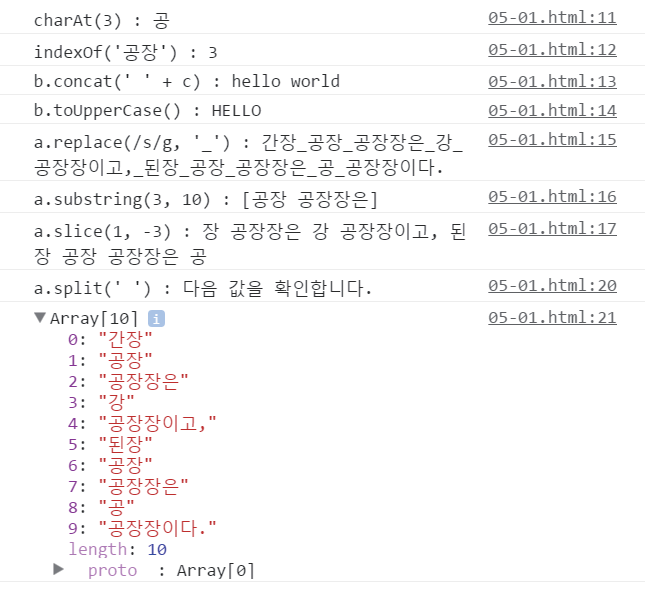 charAt(3) : 공 05-01.html:11
indexOf('공장') : 3 05-01.html:12
b.concat(' ' + c) : hello world 05-01.html:13
b.toUpperCase() : HELLO 05-01.html:14
a.replace(/s/g, '_') : 간장_공장_공장장은_강_ 05-01.html:15
공장장이고,_된장_공장_공장장은_공_공장장이다.
a.substring(3, 10) : [공장 공장장은] 05-01.html:16
a.slice(1, -3) : 장 공장장은 강 공장장이고, 된 05-01.html:17
장 공장 공장장은 공
a.split(' ') : 다음 값을 확인합니다. 05-01.html:20
▼Array[10] i 05-01.html:21
0: "간장"
1: "공장"
2: "공장장은"
3: "강"
4: "공장장이고,"
5: "된장"
6: "공장"
7: "공장장은"
8: "공"
9: "공장장이다."
length: 10
▶ proto : Array[0]